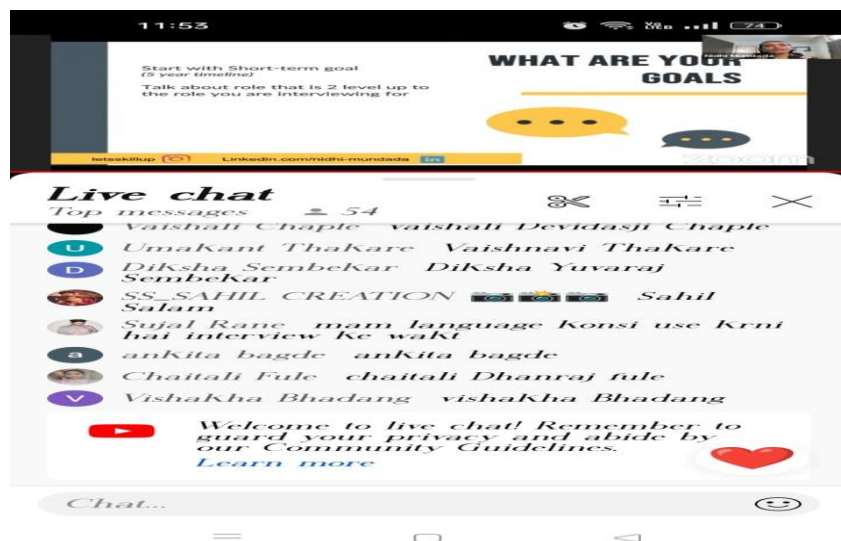 11:53
74
Start with Short-term goal
(5 year timeline)
Talk about role that is 2 level up to
the role you are interviewing for
WHAT ARE YOUR
GOALS
letsskillup
Linkedin.com/nidhi-mundada in
zoom
Live chat
Top messages 54
Vaishali Chaple vaishali Devidasji Chaple
U Umakant Thakare Vaishnavi Thakare
D Diksha Sembekar Diksha Yuvaraj
Sembekar
SS_SAHIL CREATION 📷📸📷 Sahil
Salam
Sujal Rane mam language Konsi use Krni
hai interview Ke waKt
a ankita bagde ankita bagde
Chaitali Fule chaitali Dhanraj fule
V Vishakha Bhadang vishakha Bhadang
Welcome to live chat! Remember to
guard your privacy and abide by
our Community Guidelines.
Learn more
Chat...